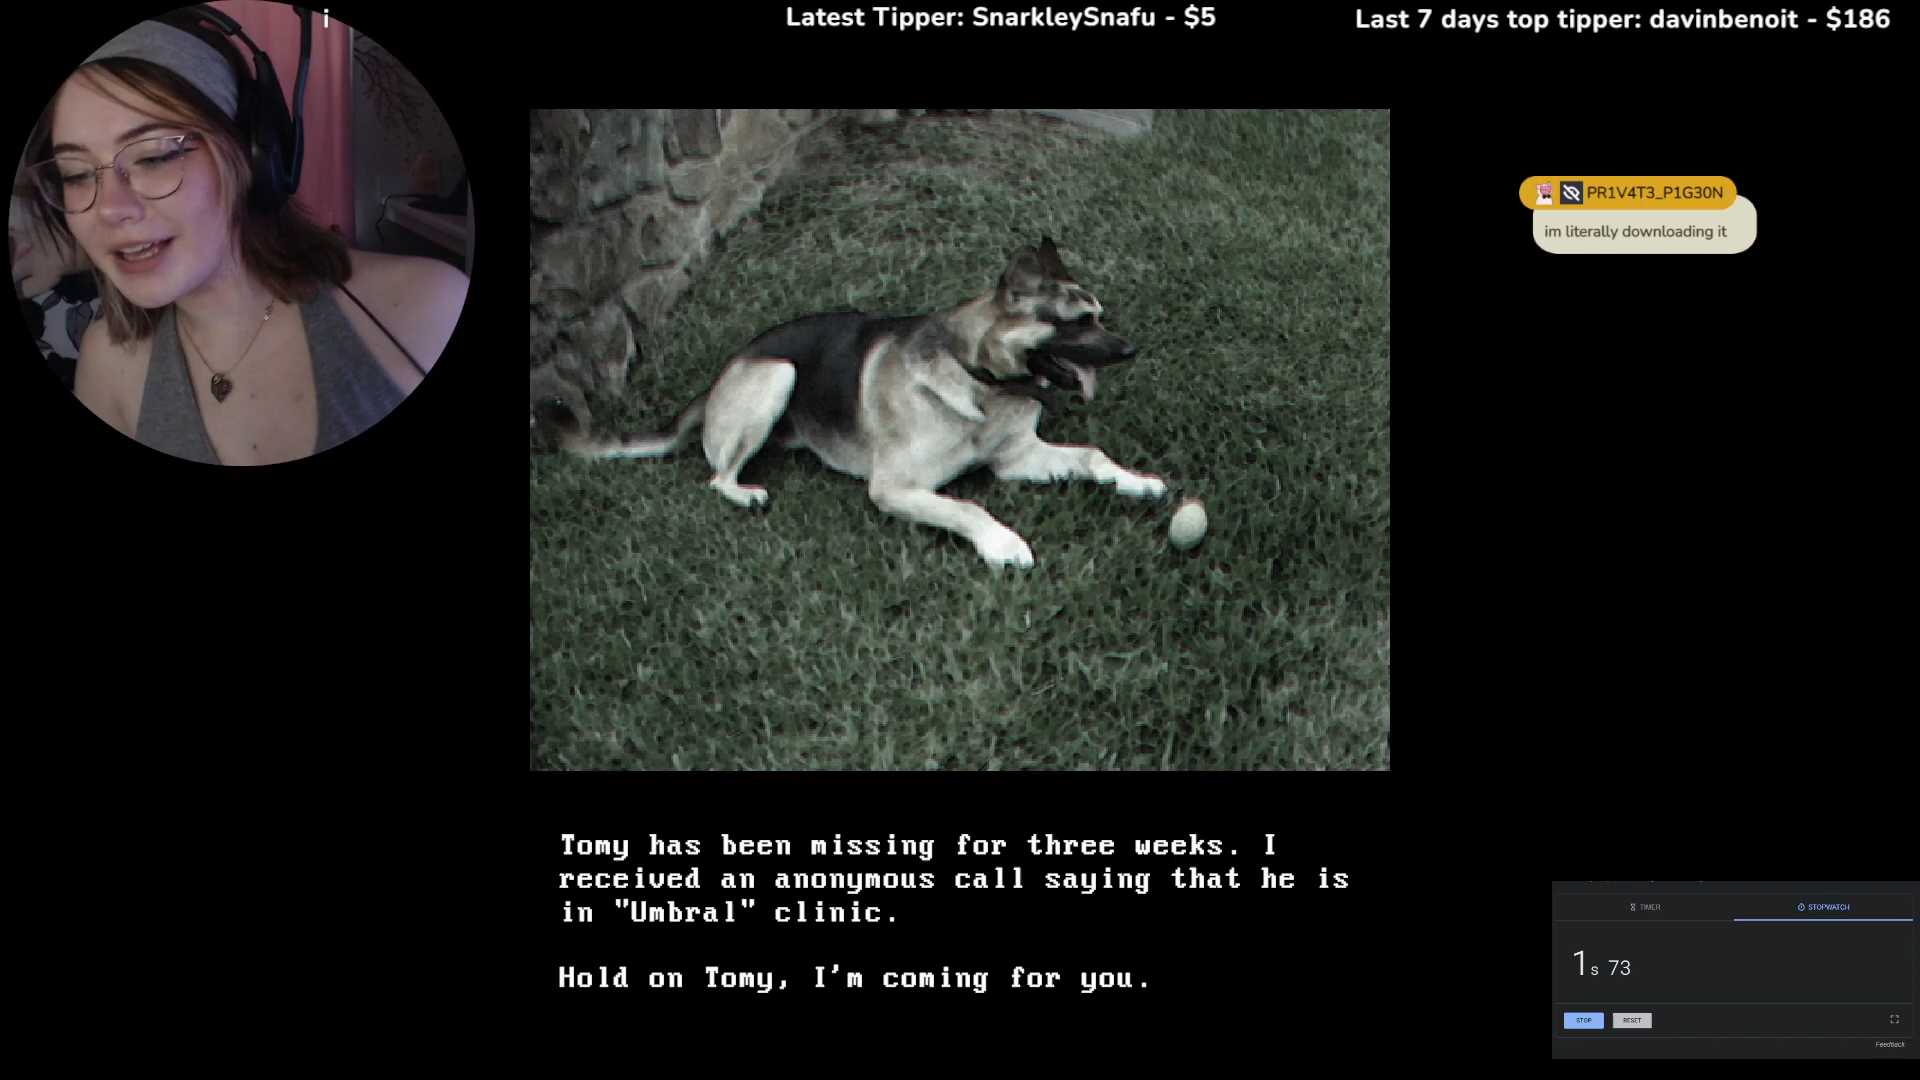 i
Latest Tipper: SnarkleySnafu - $5
Last 7 days top tipper: davinbenoit - $186
PR1V4T3_P1G30N
im literally downloading it
Tomy has been missing for three weeks. I
received an anonymous call saying that he is
in "Umbral" clinic.
Hold on Tomy, I'm coming for you.
TIMER
STOPWATCH
1 s 73
STOP
RESET
Feedback